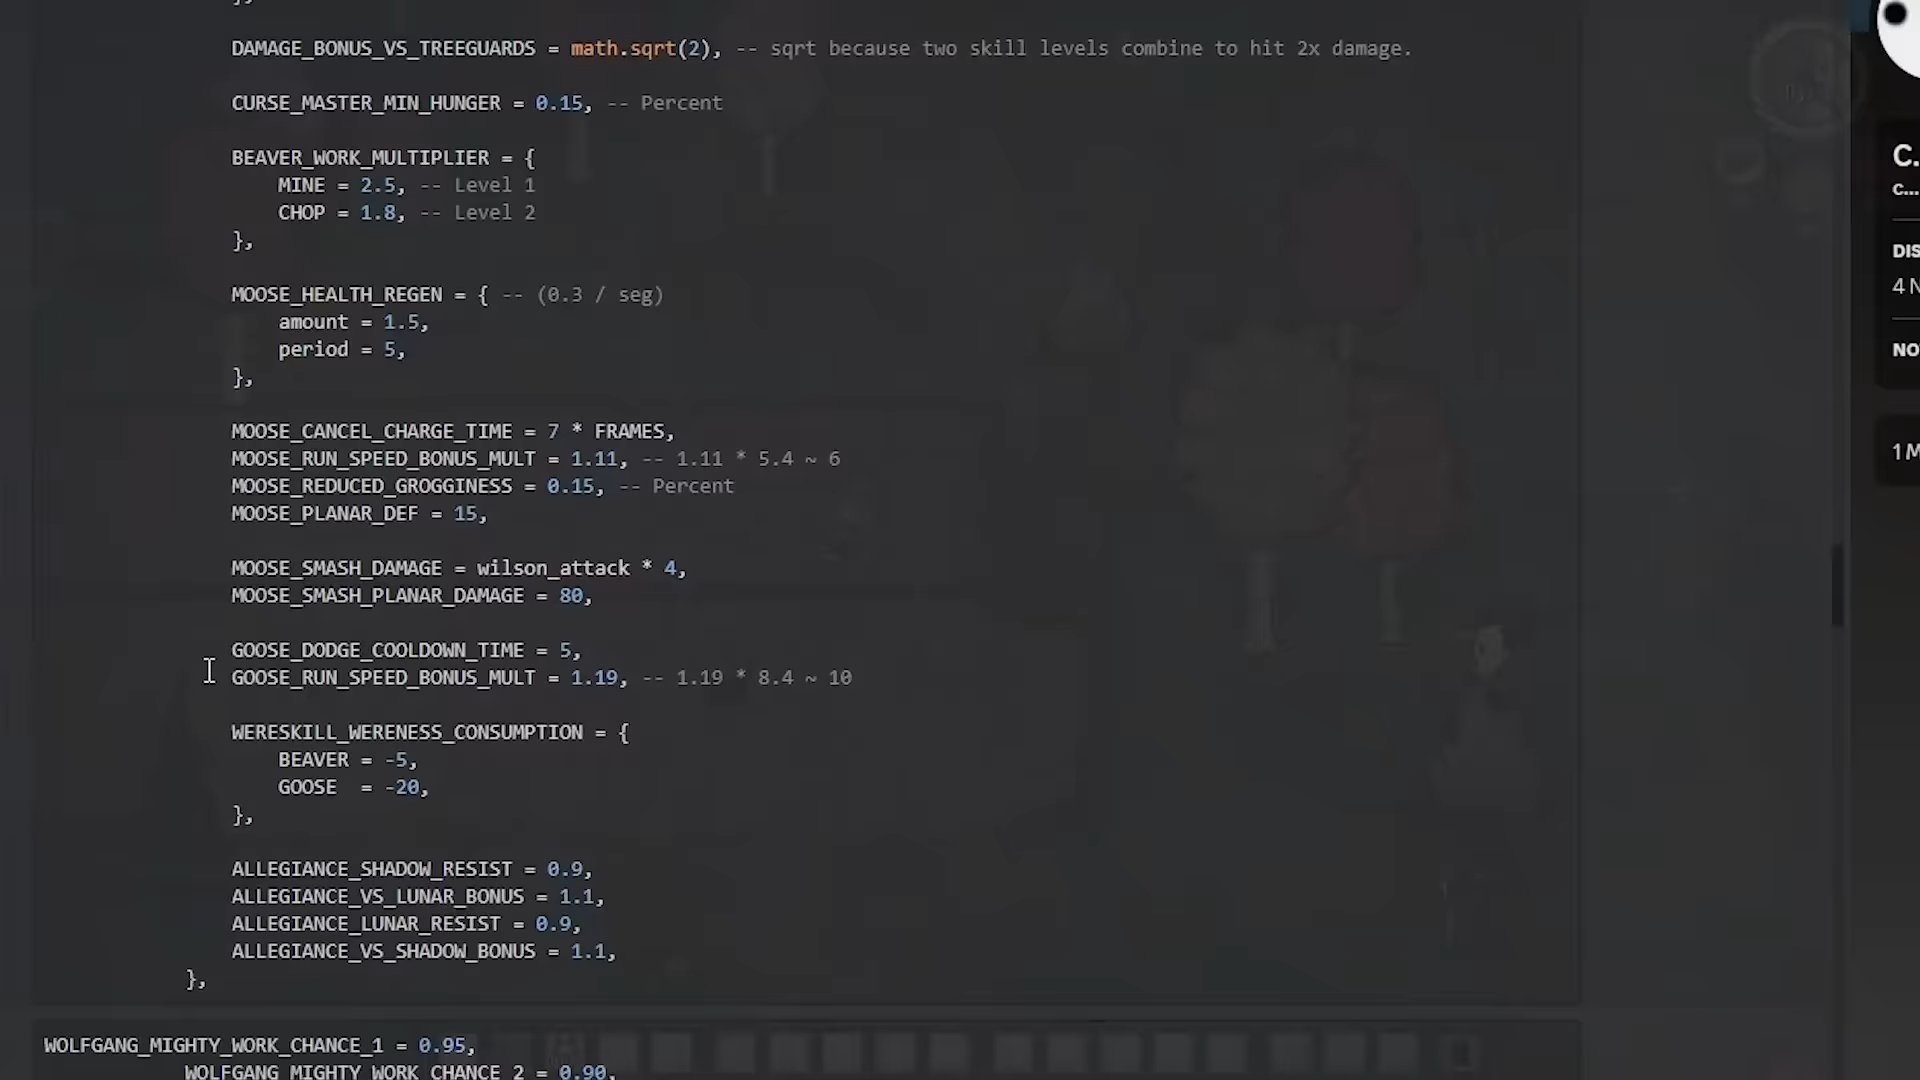 },
DAMAGE_BONUS_VS_TREEGUARDS = math.sqrt(2), -- sqrt because two skill levels combine to hit 2x damage.
CURSE_MASTER_MIN_HUNGER = 0.15, -- Percent
BEAVER_WORK_MULTIPLIER = {
MINE = 2.5, -- Level 1
CHOP = 1.8, -- Level 2
},
MOOSE_HEALTH_REGEN = { -- (0.3 / seg)
amount = 1.5,
period = 5,
},
MOOSE_CANCEL_CHARGE_TIME = 7 * FRAMES,
MOOSE_RUN_SPEED_BONUS_MULT = 1.11, -- 1.11 * 5.4 ~ 6
MOOSE_REDUCED_GROGGINESS = 0.15, -- Percent
MOOSE_PLANAR_DEF = 15,
MOOSE_SMASH_DAMAGE = wilson_attack * 4,
MOOSE_SMASH_PLANAR_DAMAGE = 80,
GOOSE_DODGE_COOLDOWN_TIME = 5,
GOOSE_RUN_SPEED_BONUS_MULT = 1.19, -- 1.19 * 8.4 ~ 10
WERESKILL_WERENESS_CONSUMPTION = {
BEAVER = -5,
GOOSE = -20,
},
ALLEGIANCE_SHADOW_RESIST = 0.9,
ALLEGIANCE_VS_LUNAR_BONUS = 1.1,
ALLEGIANCE_LUNAR_RESIST = 0.9,
ALLEGIANCE_VS_SHADOW_BONUS = 1.1,
},
WOLFGANG_MIGHTY_WORK_CHANCE_1 = 0.95,
WOLFGANG_MIGHTY_WORK_CHANCE_2 = 0.90,
C.
c...
DIS
4 N
NO
1 M